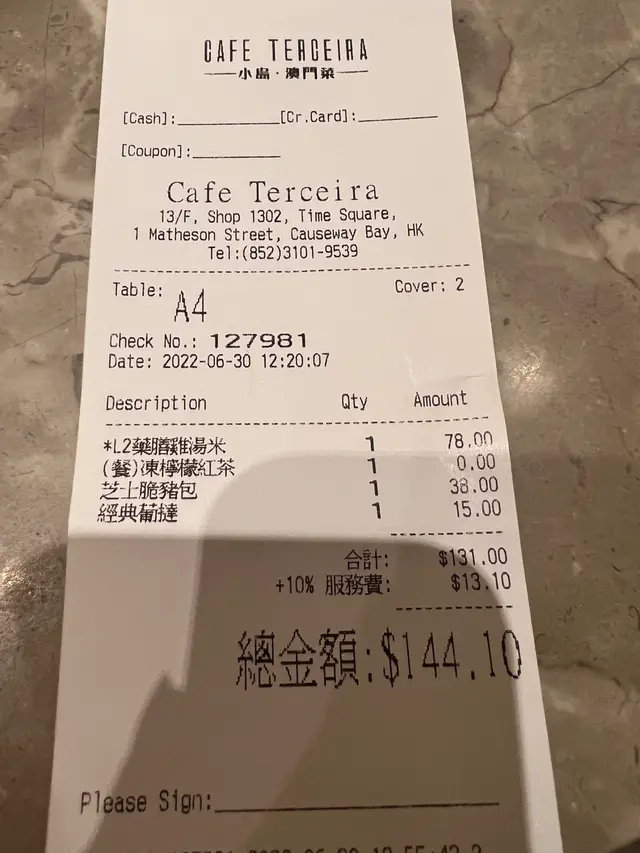 CAFE TERCEIRA
小島·澳門菜
[Cash]:__________[Cr.Card]:________
[Coupon]:_________
Cafe Terceira
13/F, Shop 1302, Time Square,
1 Matheson Street, Causeway Bay, HK
Tel:(852)3101-9539
Table: A4 Cover: 2
Check No.: 127981
Date: 2022-06-30 12:20:07
Description Qty Amount
*L2藥膳雞湯米 1 78.00
(餐)凍檸檬紅茶 1 0.00
芝士脆豬包 1 38.00
經典葡撻 1 15.00
合計: $131.00
+10% 服務費: $13.10
總金額:$144.10
Please Sign:____________________